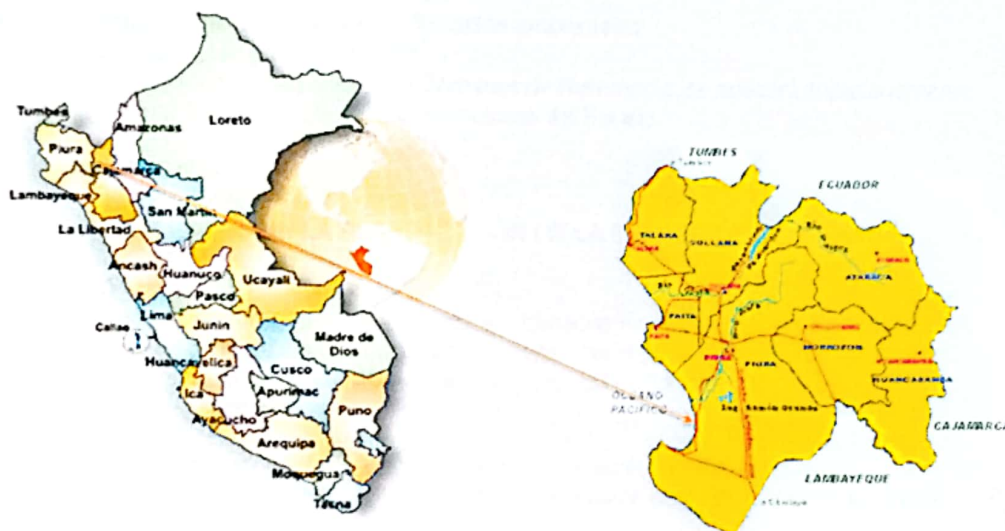 Tumbes
Piura
Amazonas
Loreto
Cajamarca
Lambayeque
San Martin
La Libertad
Ancash
Huanuco
Ucayali
Pasco
Lima
Callao
Junin
Madre de
Dios
Huancavelica
Cusco
Ica
Apurimac
Ayacucho
Puno
Arequipa
Moquegua
Tacna
TUMBES
ECUADOR
TALARA
SULLANA
AYABACA
PAITA
PIURA
MORROPON
HUANCABAMBA
OCEANO
PACIFICO
CAJAMARCA
LAMBAYEQUE